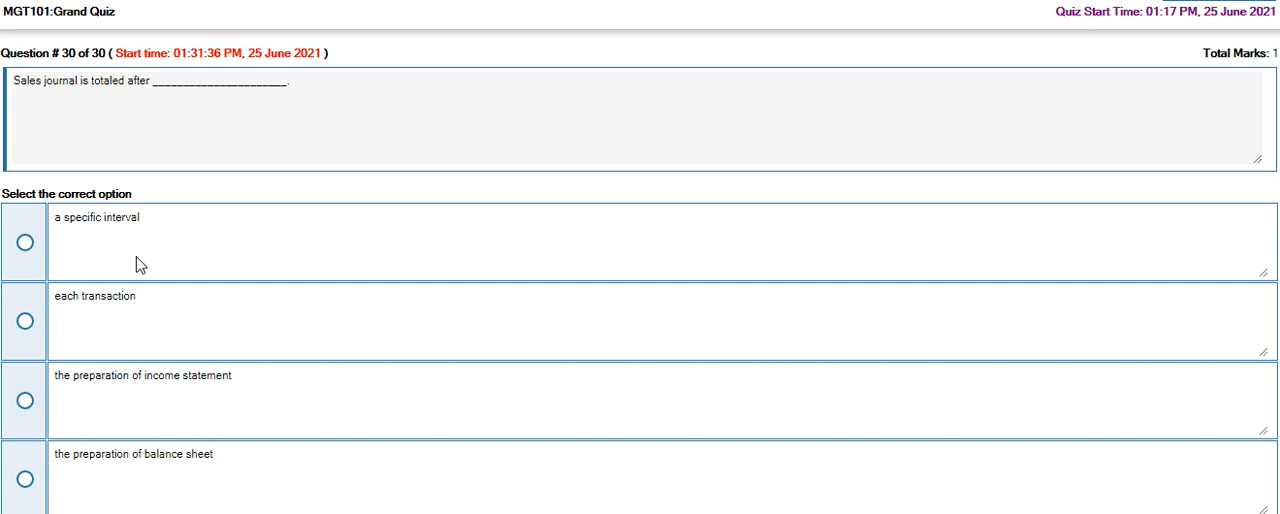 MGT101:Grand Quiz
Quiz Start Time: 01:17 PM, 25 June 2021
Question # 30 of 30 ( Start time: 01:31:36 PM, 25 June 2021 )
Total Marks: 1
Sales journal is totaled after ______________________.
Select the correct option
a specific interval
each transaction
the preparation of income statement
the preparation of balance sheet